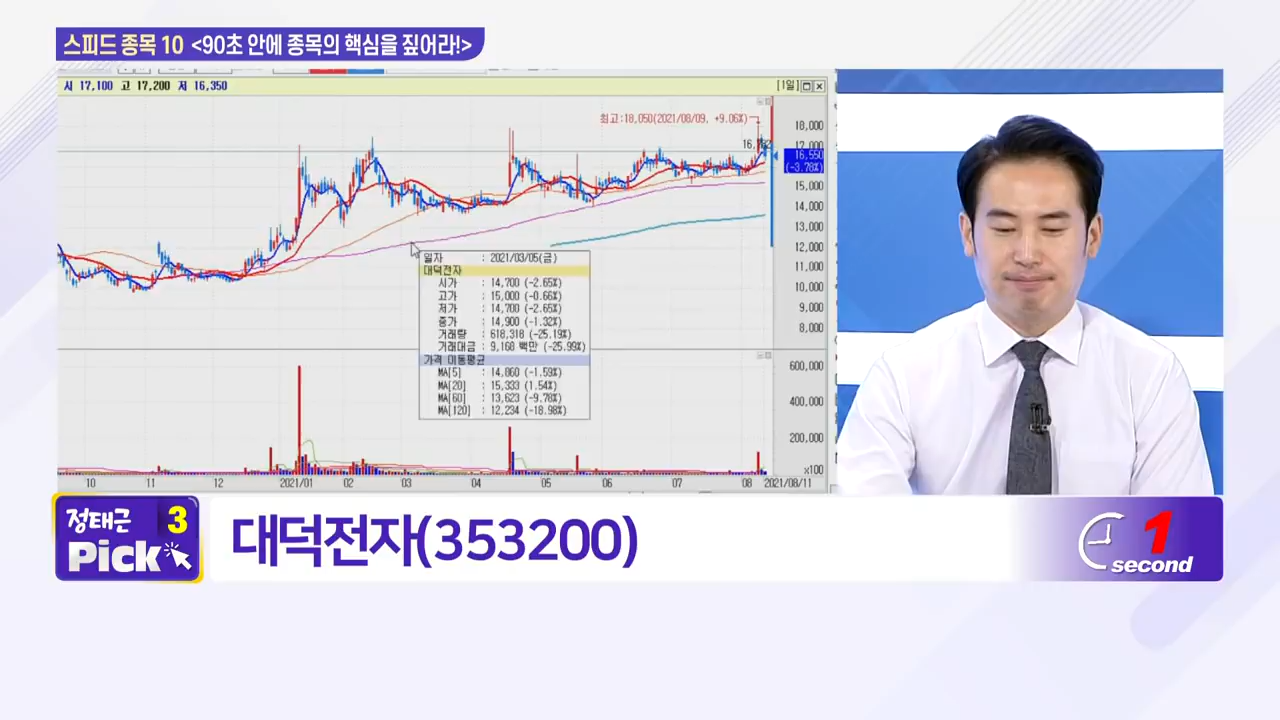 스피드 종목 10 <90초 안에 종목의 핵심을 짚어라!>
시 17,100 고 17,200 저 16,350
[1일]
최고:18,050(2021/08/09, +9.06%)
18,000
17,000
16,550
(-3.78%)
15,000
14,000
13,000
12,000
11,000
10,000
9,000
8,000
일자 : 2021/03/05(금)
대덕전자
시가 : 14,700 (-2.65%)
고가 : 15,000 (-0.66%)
저가 : 14,700 (-2.65%)
종가 : 14,900 (-1.32%)
거래량 : 618,318 (-25.19%)
거래대금 : 9,168 백만 (-25.99%)
가격 이동평균
MA[5] : 14,860 (-1.59%)
MA[20] : 15,333 (1.54%)
MA[60] : 13,623 (-9.78%)
MA[120] : 12,234 (-18.98%)
600,000
400,000
200,000
x100
10 11 12 2021/01 02 03 04 05 06 07 08 2021/08/11
정태근 3
Pick
대덕전자(353200)
1
second